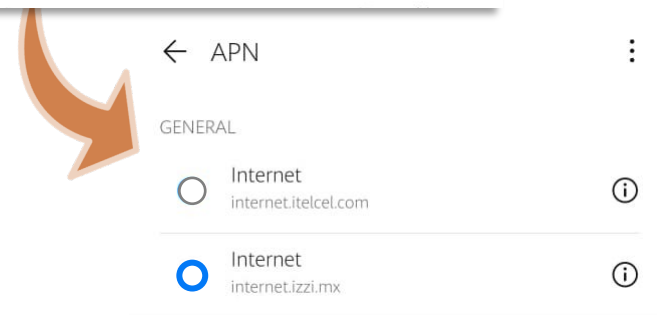 APN
GENERAL
Internet
internet.itelcel.com
Internet
internet.izzi.mx